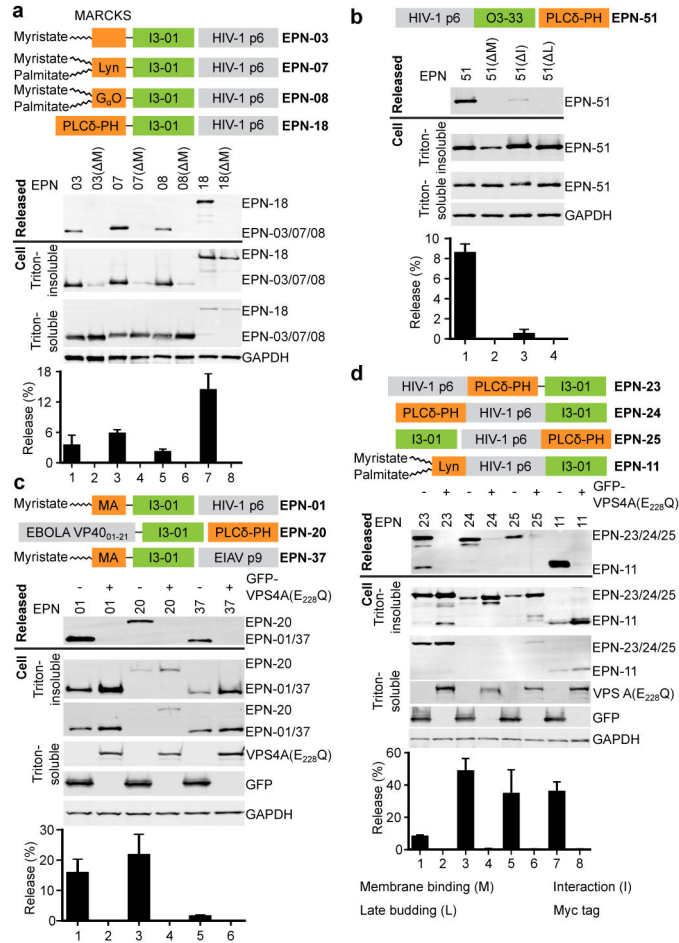 a
MARCKS
Myristate I3-01 HIV-1 p6 EPN-03
Myristate
Palmitate Lyn I3-01 HIV-1 p6 EPN-07
Myristate
Palmitate GαO I3-01 HIV-1 p6 EPN-08
PLCδ-PH I3-01 HIV-1 p6 EPN-18
EPN 03 03(ΔM) 07 07(ΔM) 08 08(ΔM) 18 18(ΔM)
Released
EPN-18
EPN-03/07/08
Cell
Triton-insoluble
EPN-18
EPN-03/07/08
Triton-soluble
EPN-18
EPN-03/07/08
GAPDH
Release (%)
15
10
5
0
1 2 3 4 5 6 7 8
b
HIV-1 p6 O3-33 PLCδ-PH EPN-51
EPN 51 51(ΔM) 51(ΔI) 51(ΔL)
Released
EPN-51
Cell
Triton-insoluble
EPN-51
Triton-soluble
EPN-51
GAPDH
Release (%)
10
8
6
4
2
0
1 2 3 4
c
Myristate MA I3-01 HIV-1 p6 EPN-01
EBOLA VP40₀₁₋₂₁ I3-01 PLCδ-PH EPN-20
Myristate MA I3-01 EIAV p9 EPN-37
- + - + - + GFP-
VPS4A(E₂₂₈Q)
EPN 01 01 20 20 37 37
Released
EPN-20
EPN-01/37
Cell
Triton-insoluble
EPN-20
EPN-01/37
Triton-soluble
EPN-20
EPN-01/37
VPS4A(E₂₂₈Q)
GFP
GAPDH
Release (%)
30
20
10
0
1 2 3 4 5 6
d
HIV-1 p6 PLCδ-PH I3-01 EPN-23
PLCδ-PH HIV-1 p6 I3-01 EPN-24
I3-01 HIV-1 p6 PLCδ-PH EPN-25
Myristate
Palmitate Lyn HIV-1 p6 I3-01 EPN-11
- + - + - + - + GFP-
VPS4A(E₂₂₈Q)
EPN 23 23 24 24 25 25 11 11
Released
EPN-23/24/25
EPN-11
Cell
Triton-insoluble
EPN-23/24/25
EPN-11
Triton-soluble
EPN-23/24/25
EPN-11
VPS A(E₂₂₈Q)
GFP
GAPDH
Release (%)
60
40
20
0
1 2 3 4 5 6 7 8
Membrane binding (M) Interaction (I)
Late budding (L) Myc tag